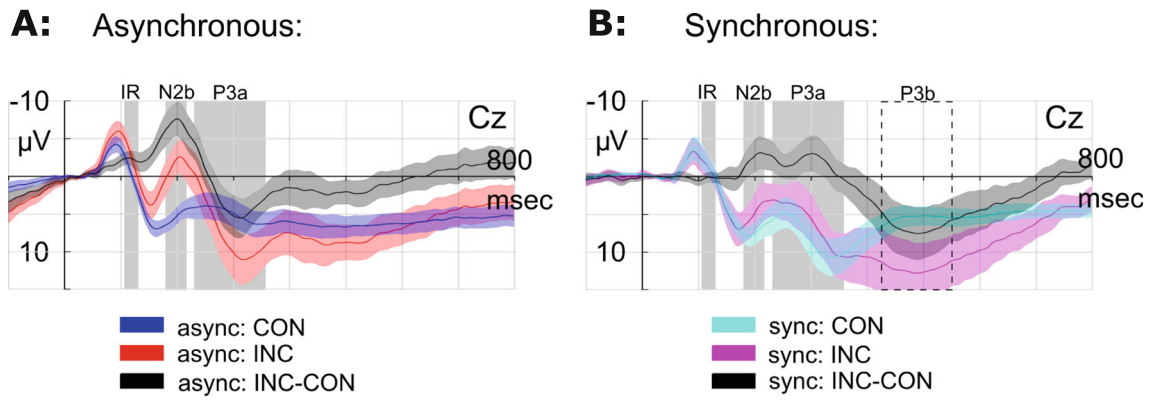 A: Asynchronous:
B: Synchronous:
IR N2b P3a
-10
Cz
μV
800
msec
10
async: CON
async: INC
async: INC-CON
IR N2b P3a P3b
-10
Cz
μV
800
msec
10
sync: CON
sync: INC
sync: INC-CON